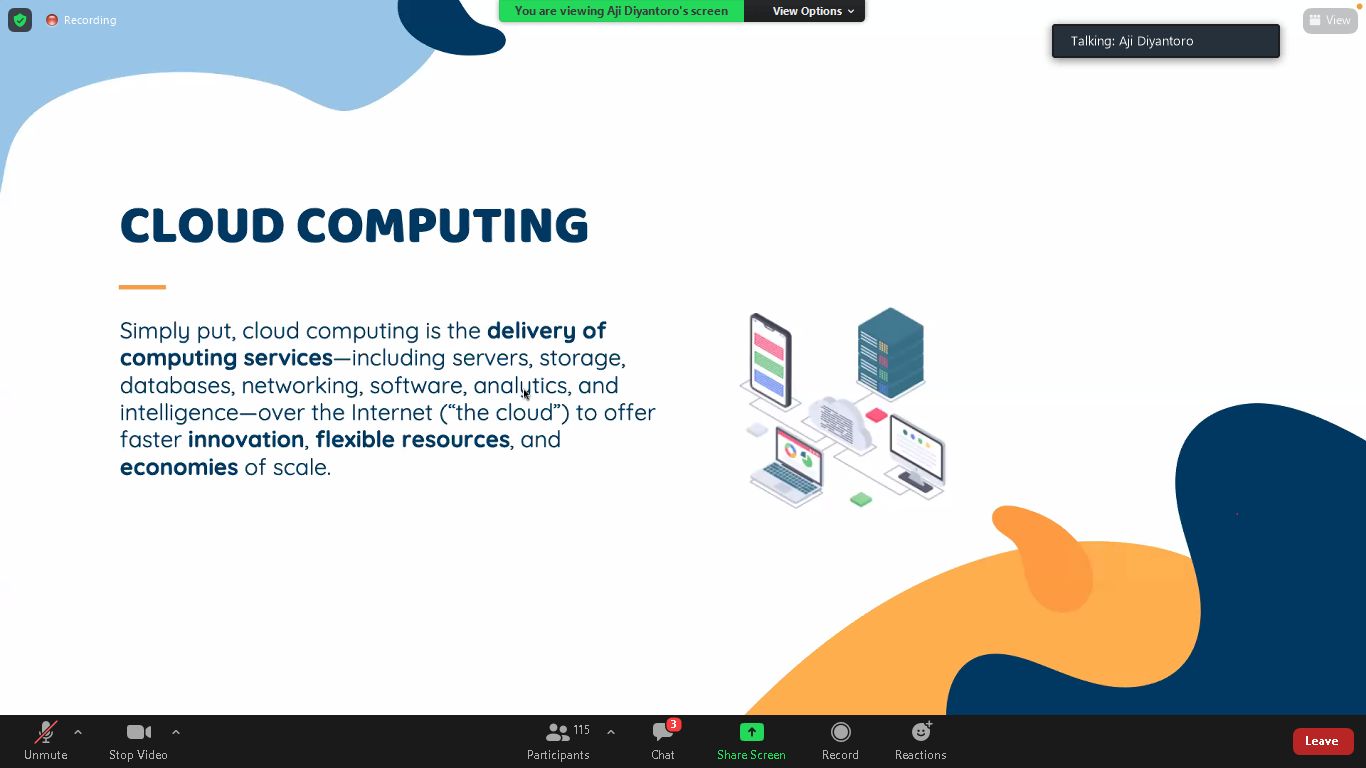 Recording
You are viewing Aji Diyantoro's screen
View Options
View
Talking: Aji Diyantoro
CLOUD COMPUTING
Simply put, cloud computing is the delivery of
computing services—including servers, storage,
databases, networking, software, analytics, and
intelligence—over the Internet (“the cloud”) to offer
faster innovation, flexible resources, and
economies of scale.
Unmute
Stop Video
115
Participants
3
Chat
Share Screen
Record
Reactions
Leave